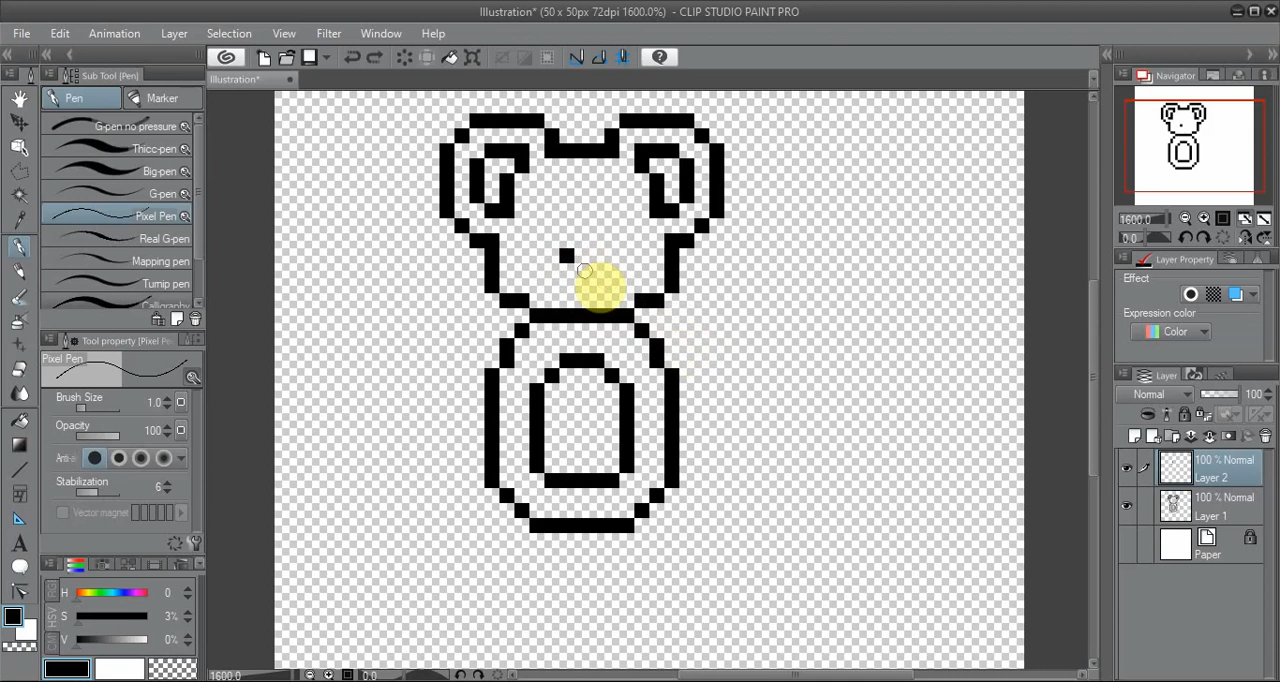 Illustration* (50 x 50px 72dpi 1600.0%) - CLIP STUDIO PAINT PRO
File Edit Animation Layer Selection View Filter Window Help
Sub Tool [Pen]
Illustration*
Navigator
Pen Marker
G-pen no pressure
Thicc-pen
Big-pen
G-pen
Pixel Pen
Real G-pen
Mapping pen
Turnip pen
Calligraphy
Tool property [Pixel Pen]
Pixel Pen
Brush Size 1.0
Opacity 100
Anti-a
Stabilization 6
Vector magnet
H 0
S 3%
V 0%
1600.0 0.0
1600.0
0.0
Layer Property
Effect
Expression color
Color
Layer
Normal 100
100 % Normal
Layer 2
100 % Normal
Layer 1
Paper